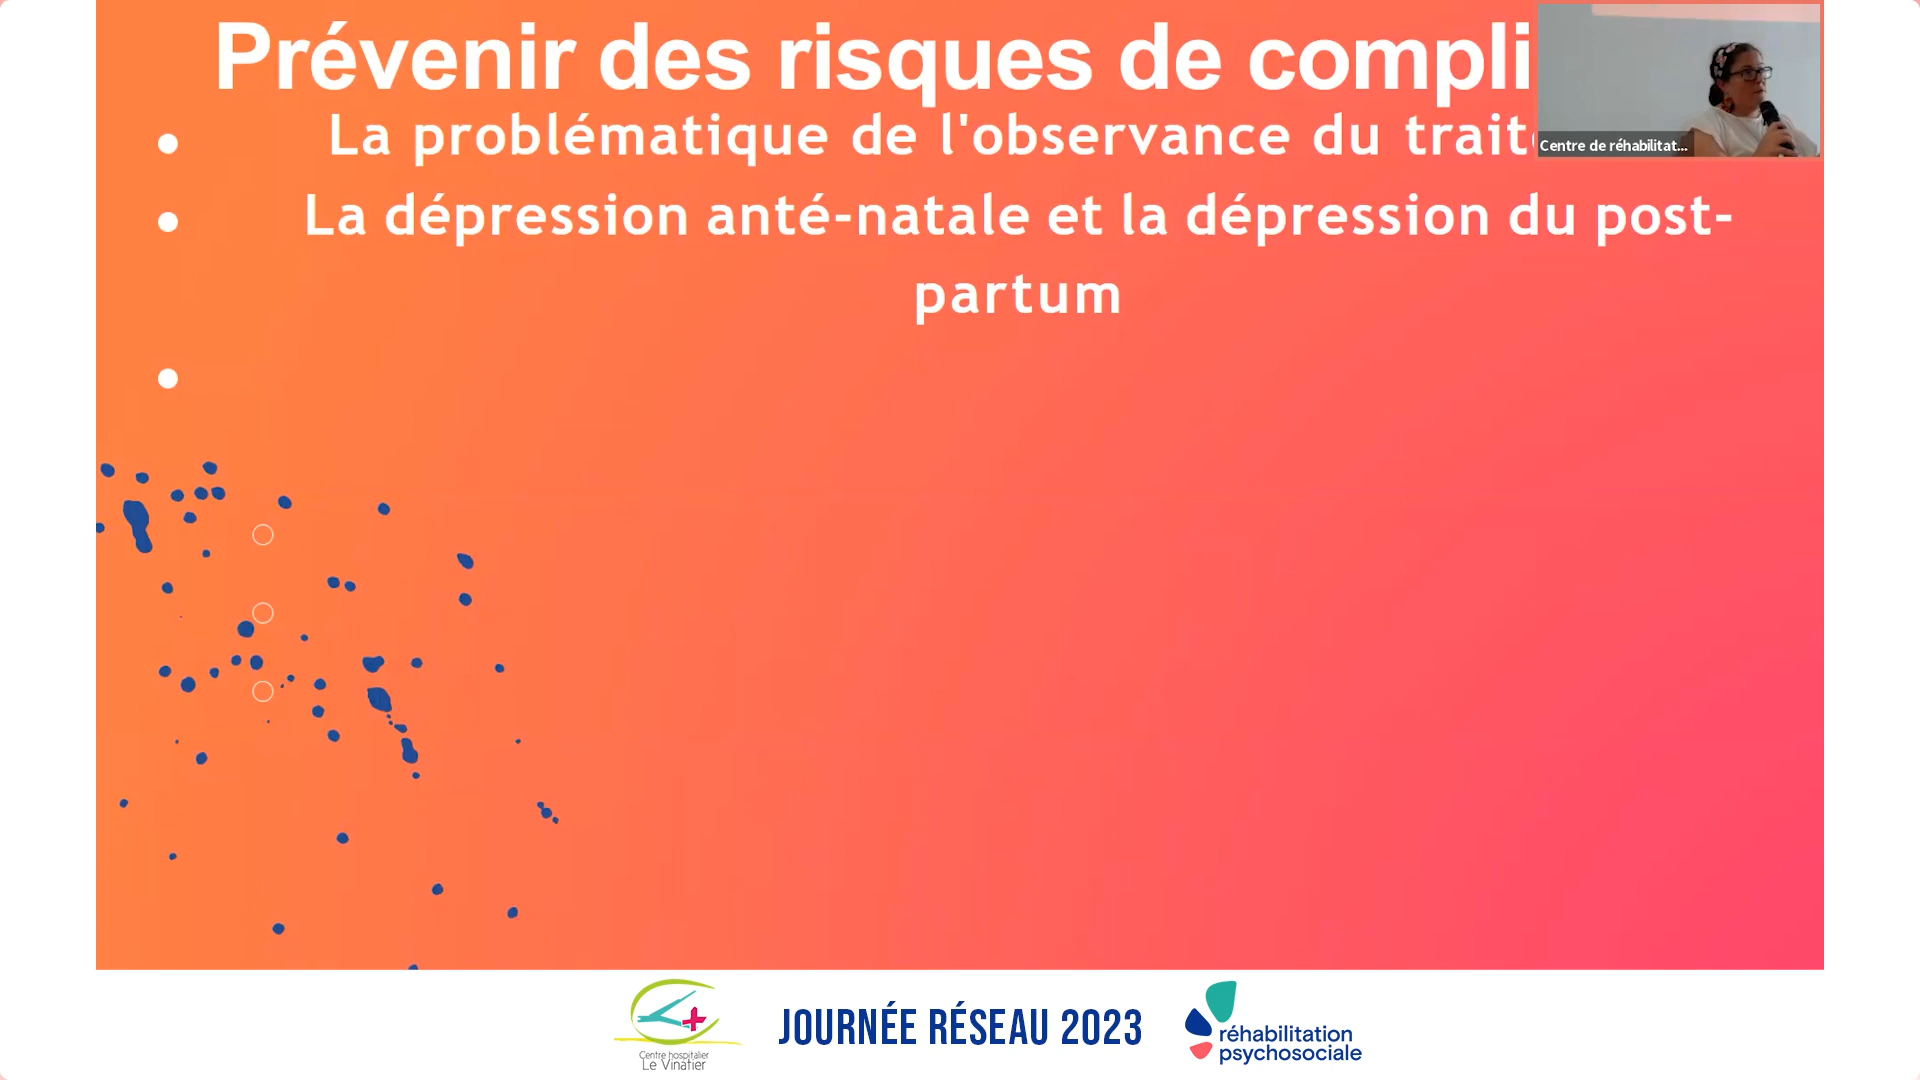 Prévenir des risques de compli
La problématique de l'observance du traite
Centre de réhabilitat...
La dépression anté-natale et la dépression du post-
partum
Centre hospitalier
Le Vinatier
JOURNÉE RÉSEAU 2023
réhabilitation
psychosociale